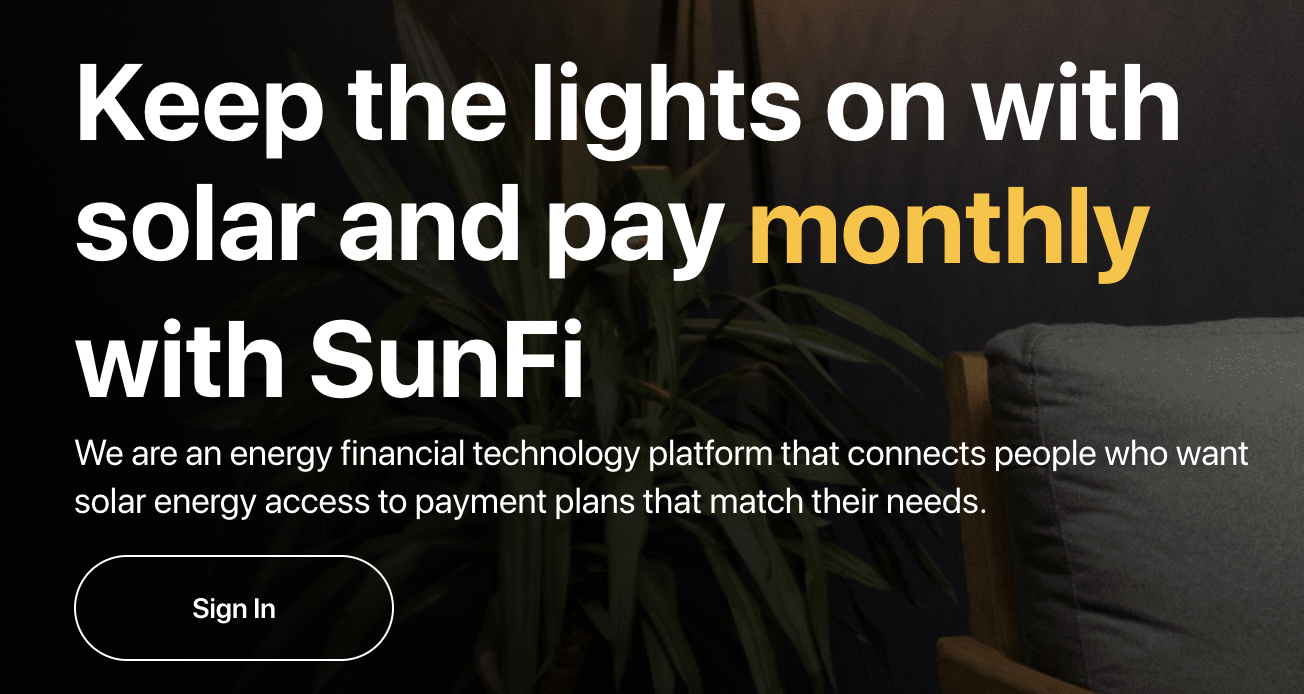 Keep the lights on with
solar and pay monthly
with SunFi
We are an energy financial technology platform that connects people who want
solar energy access to payment plans that match their needs.
Sign In